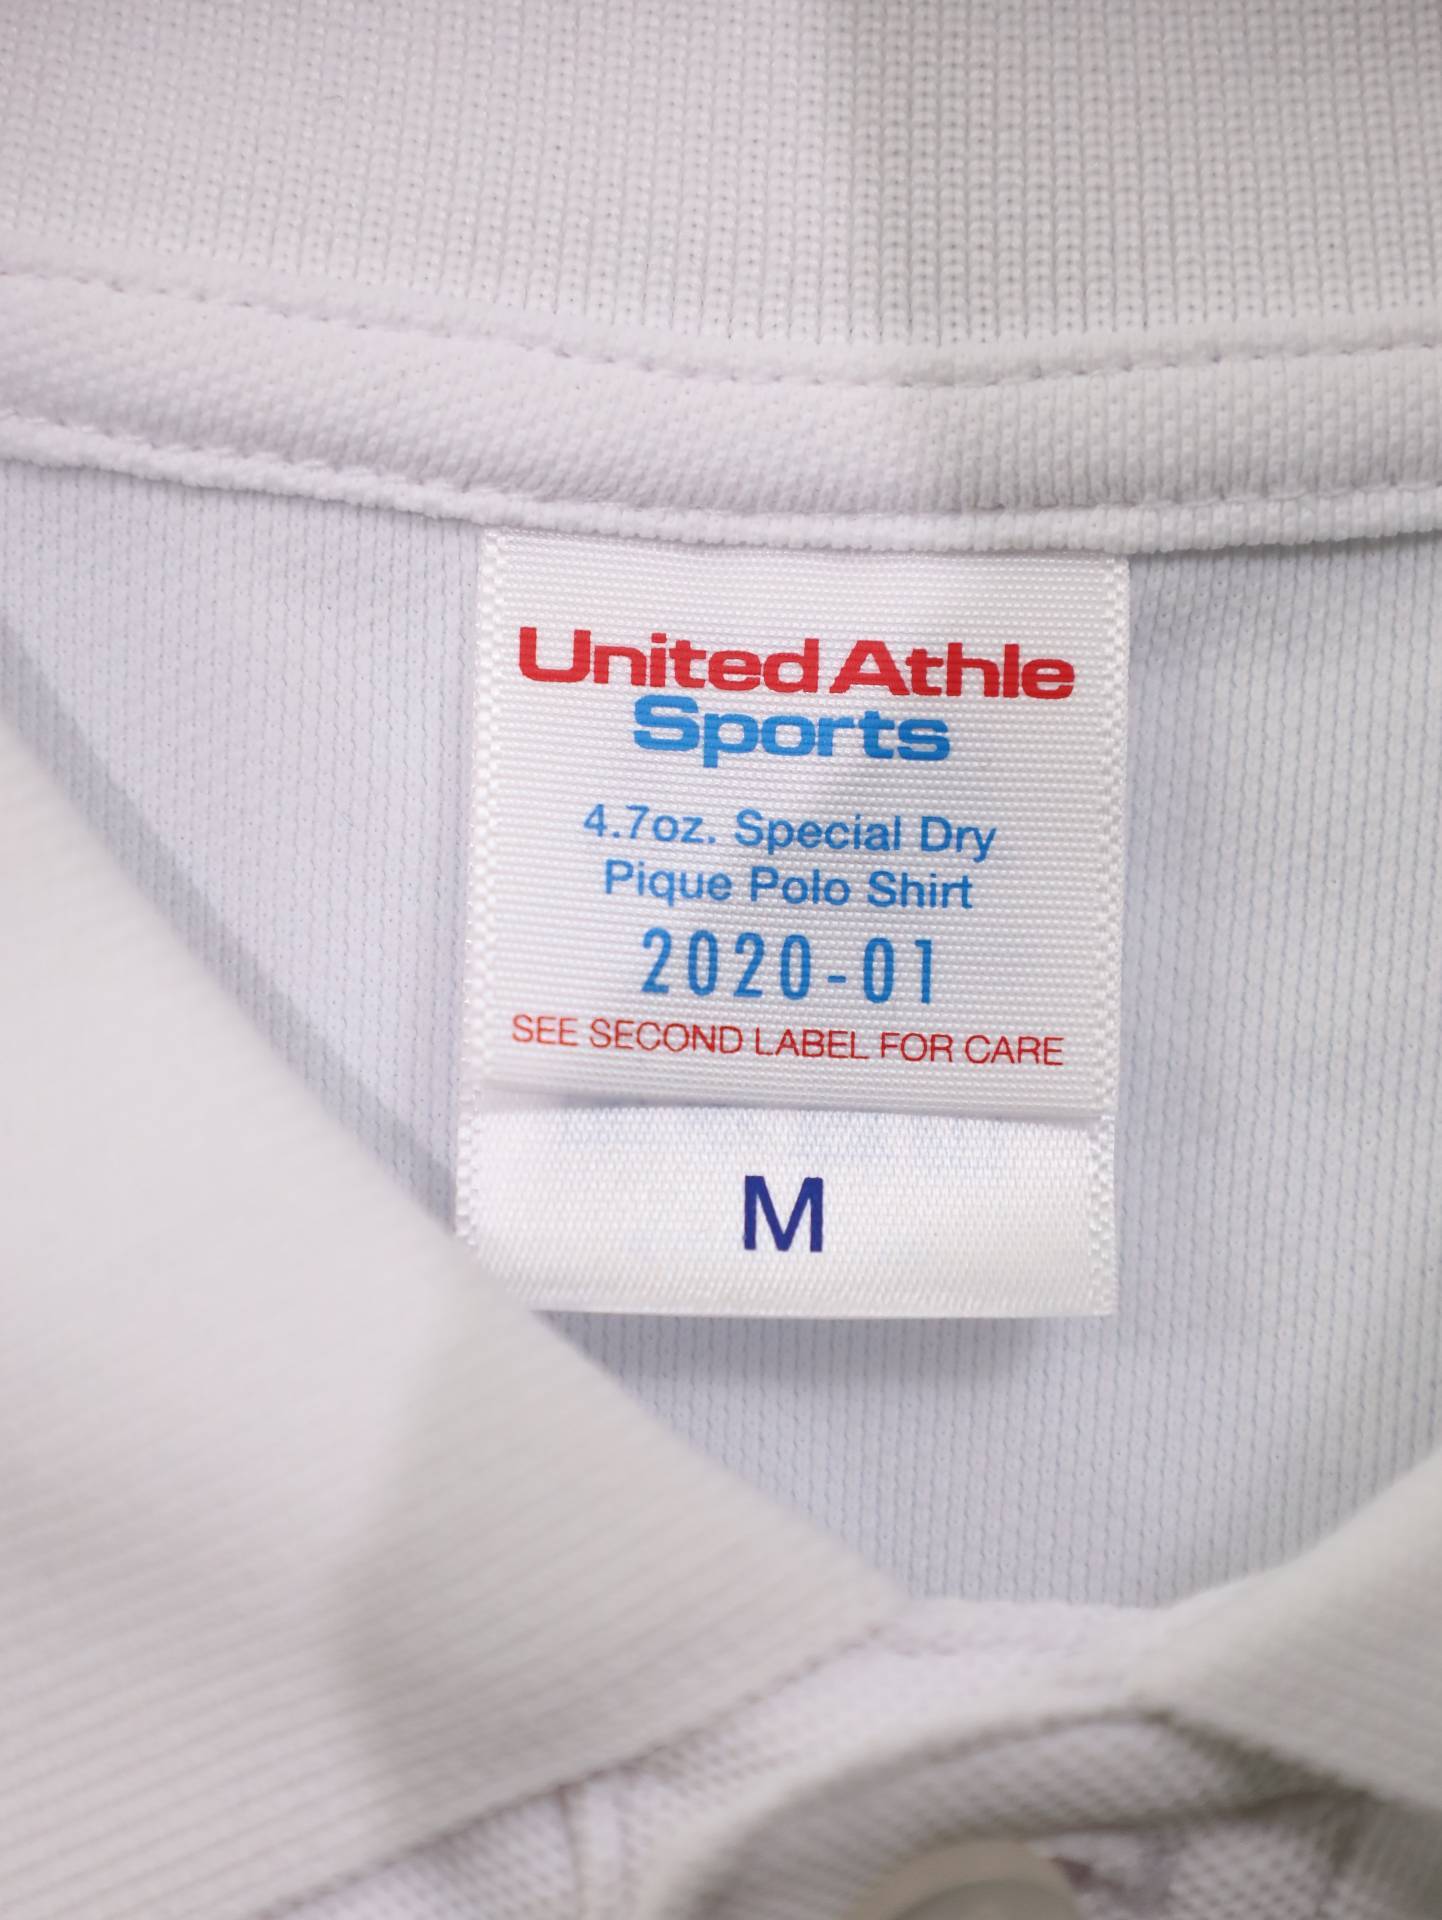 United Athle
Sports
4.7oz. Special Dry
Pique Polo Shirt
2020-01
SEE SECOND LABEL FOR CARE
M